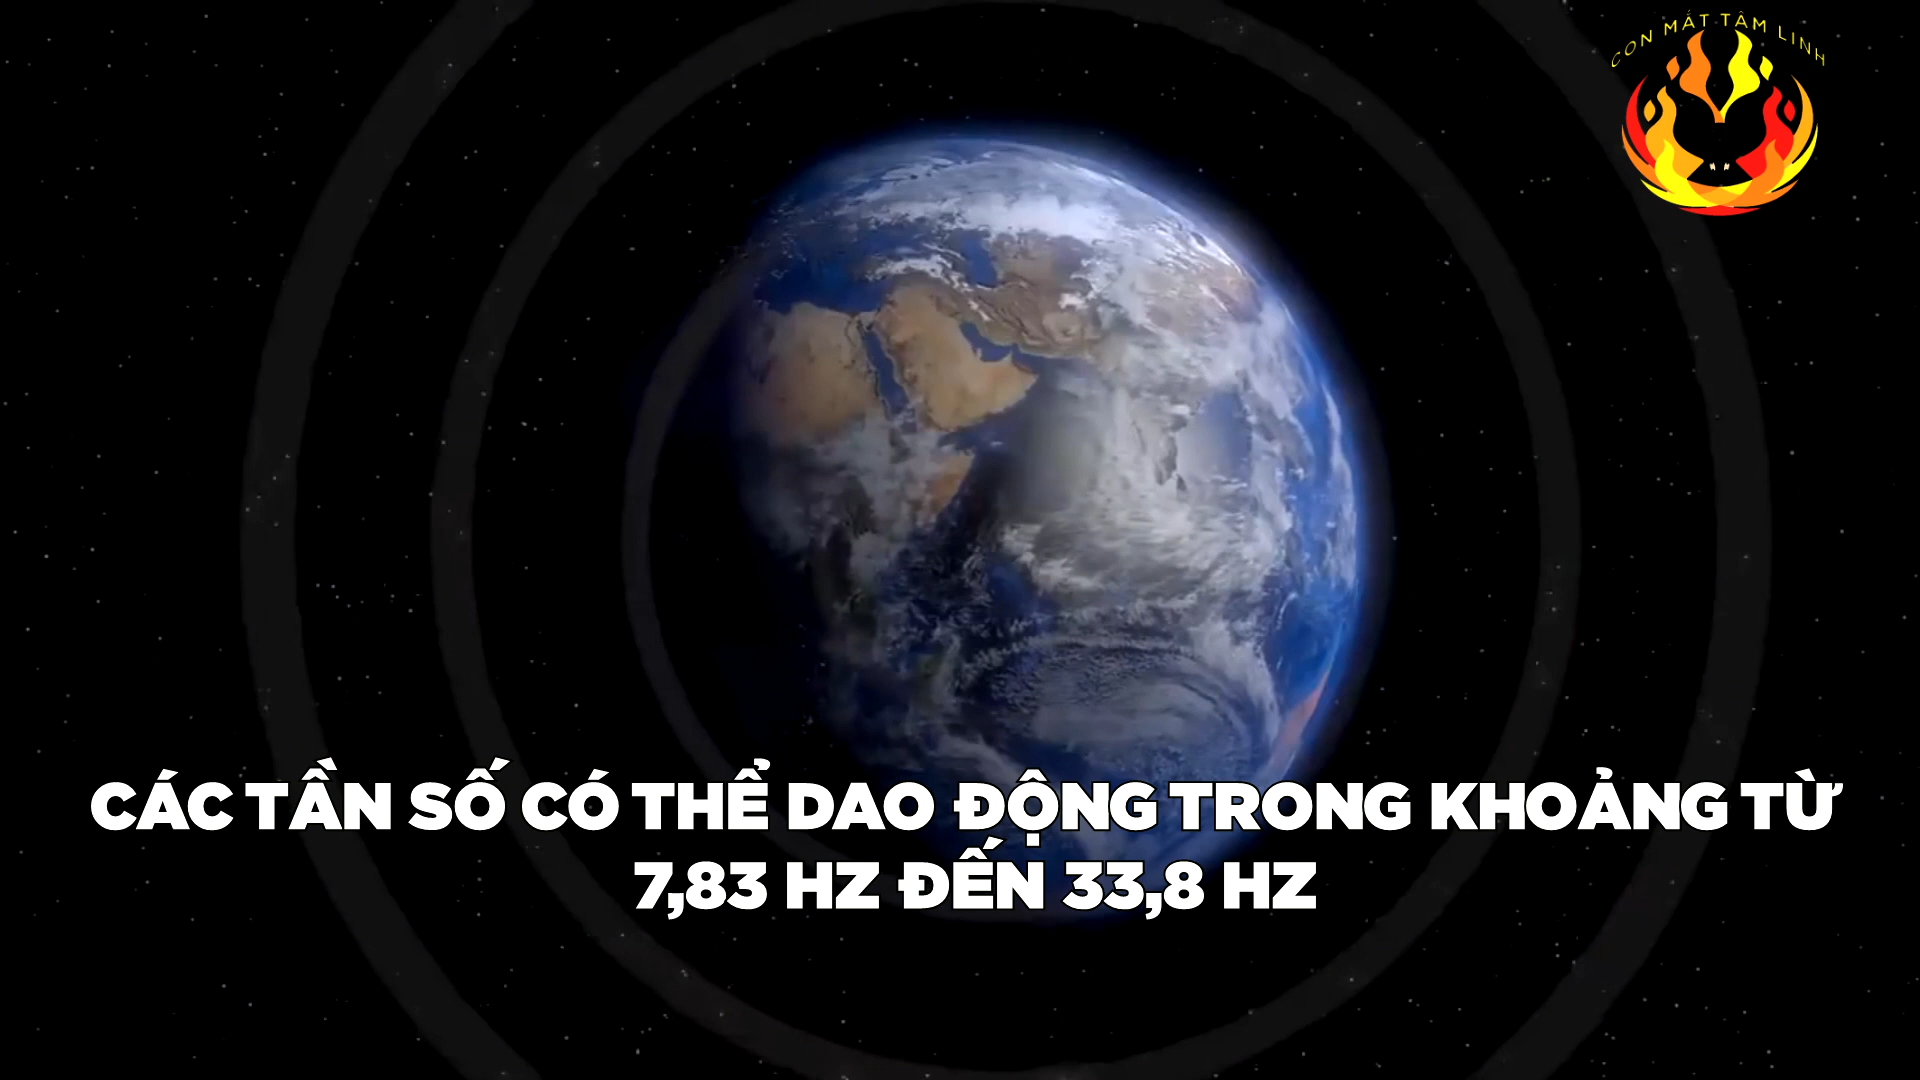 CON MẮT TÂM LINH
CÁC TẦN SỐ CÓ THỂ DAO ĐỘNG TRONG KHOẢNG TỪ
7,83 HZ ĐẾN 33,8 HZ